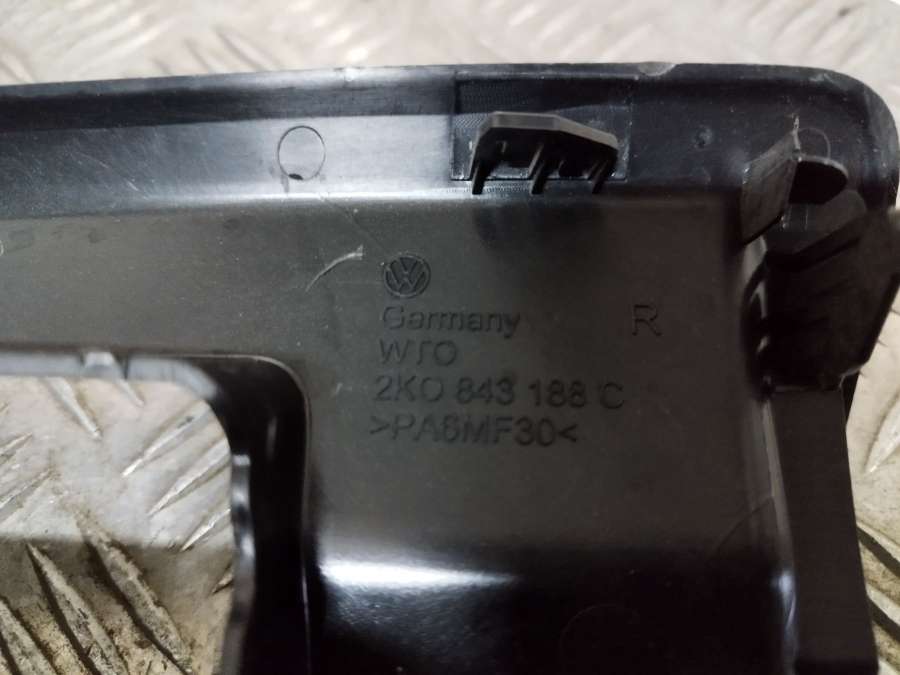 Germany R
WTO
2K0 843 188 C
>PA6MF30<